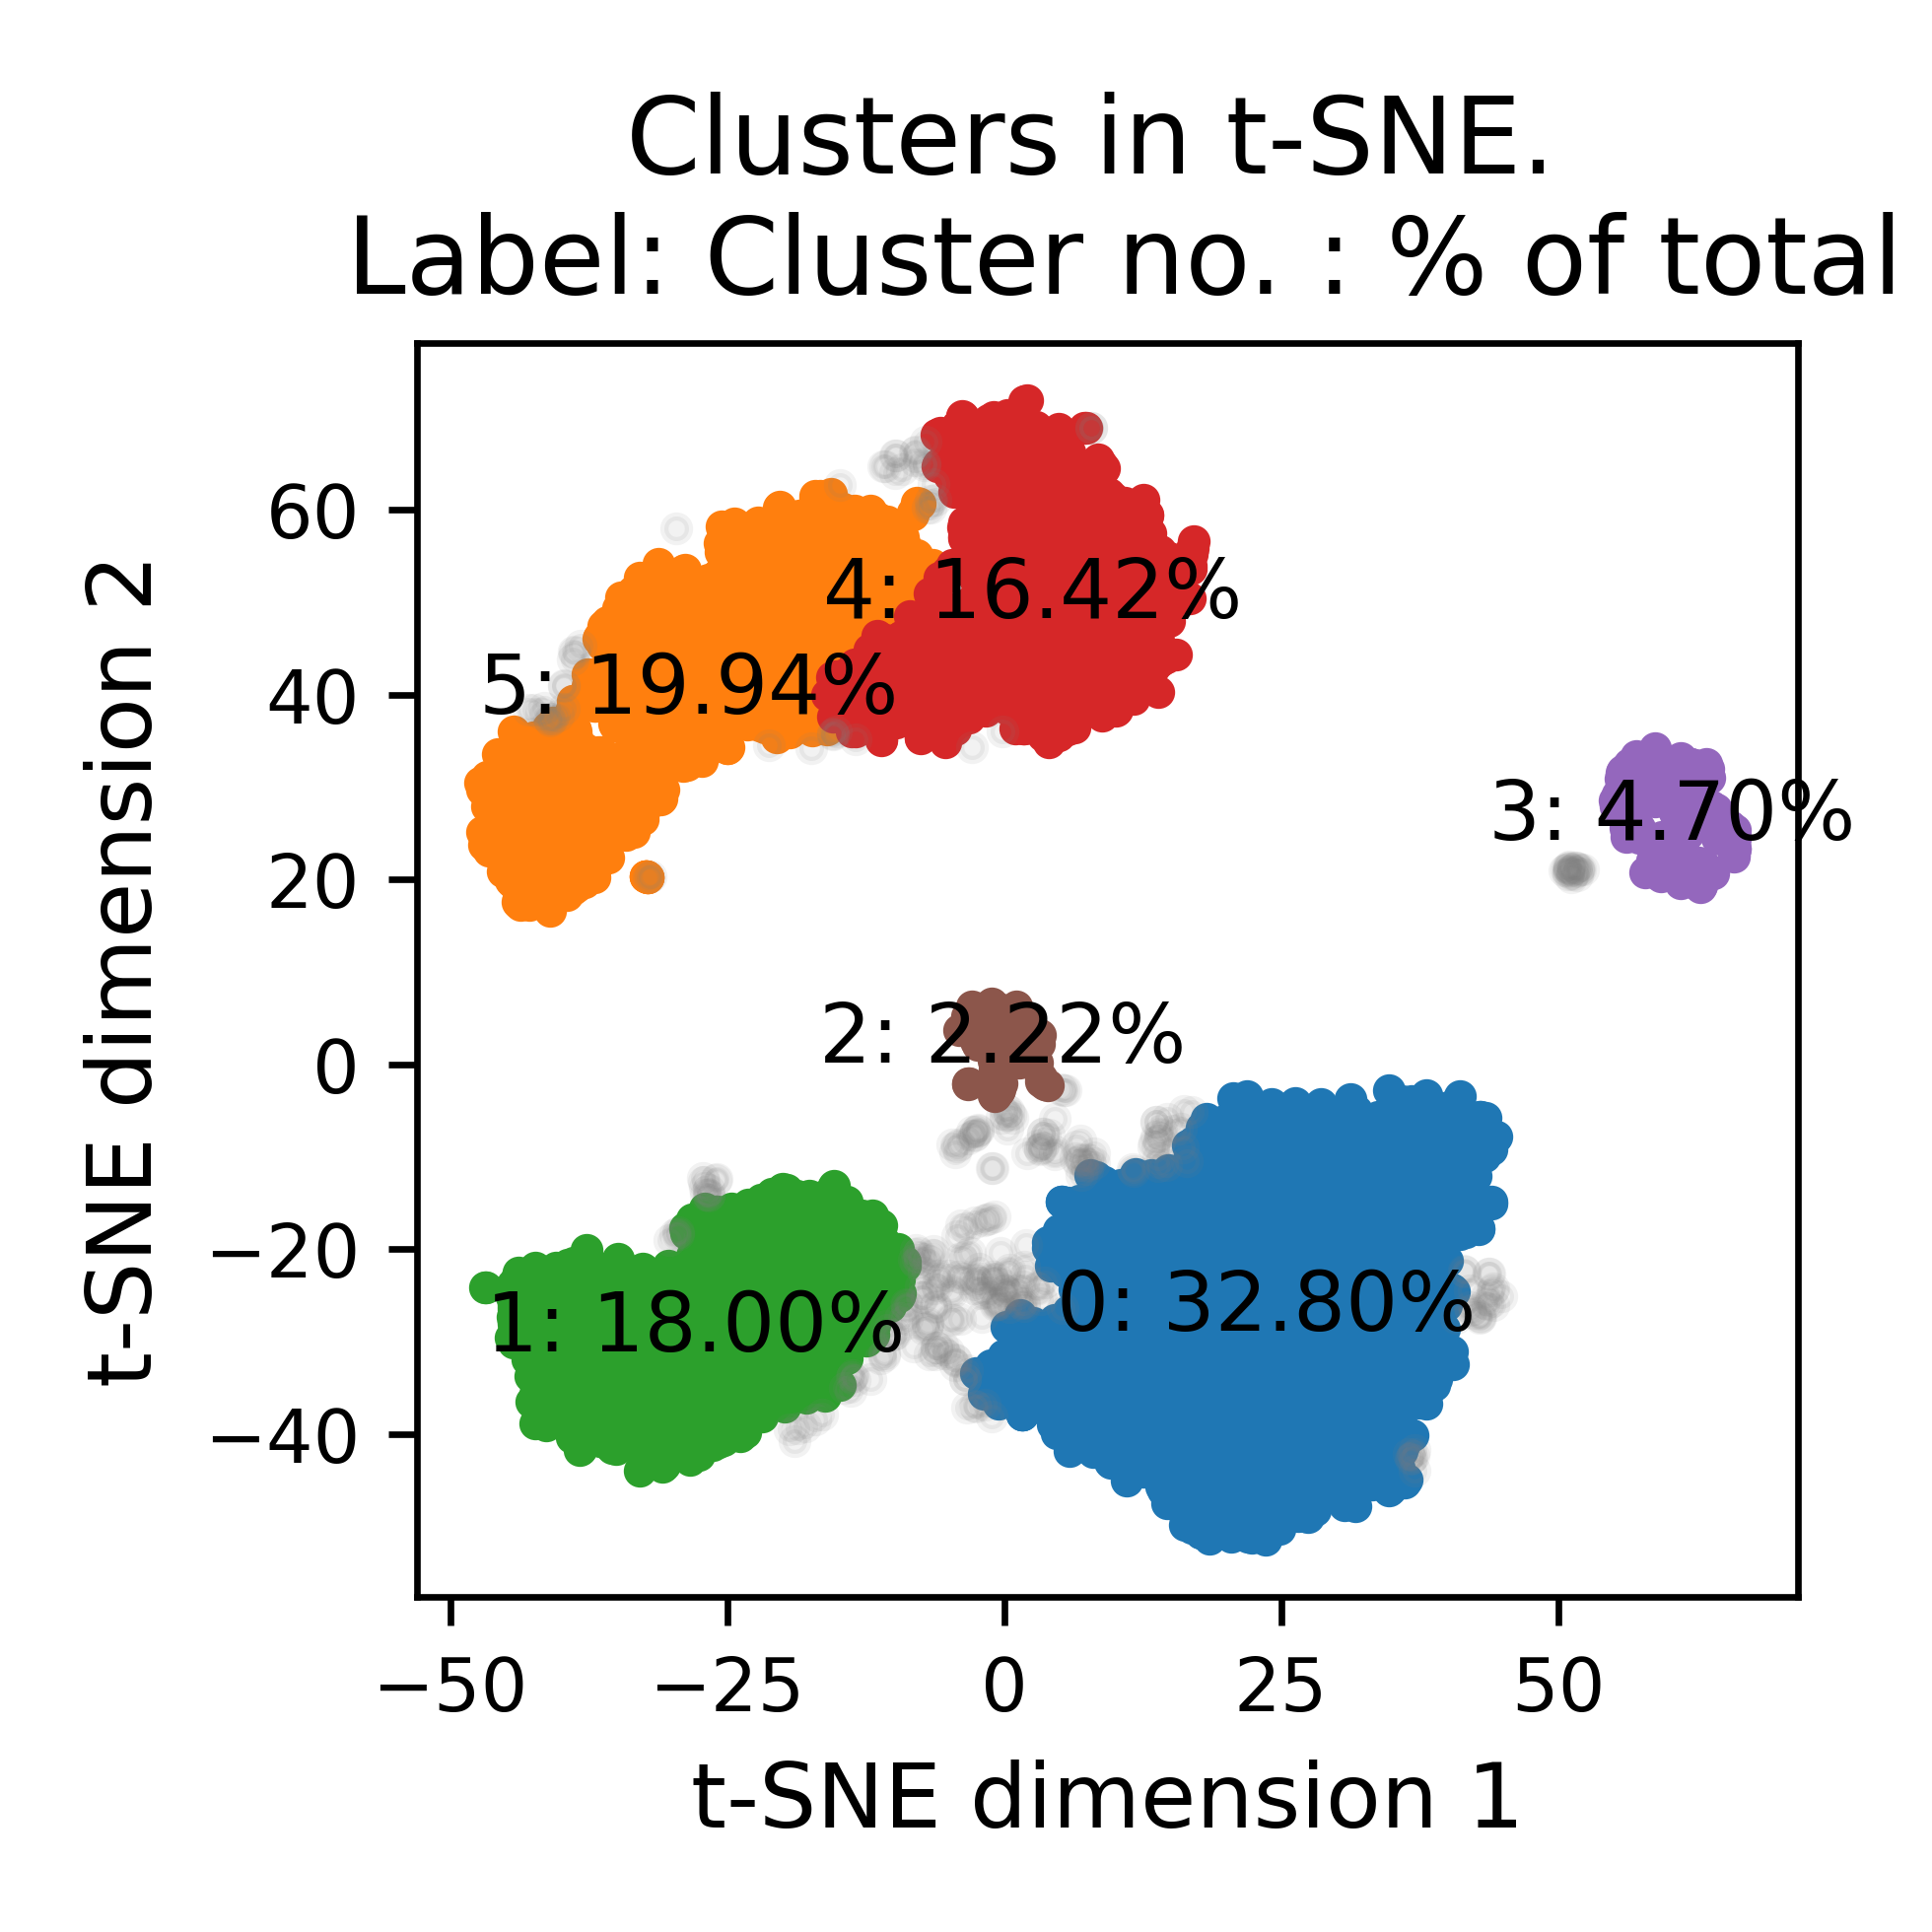 Clusters in t-SNE.
Label: Cluster no. : % of total
t-SNE dimension 2
60
40
20
0
−20
−40
4: 16.42%
5: 19.94%
3: 4.70%
2: 2.22%
0: 32.80%
1: 18.00%
−50 −25 0 25 50
t-SNE dimension 1